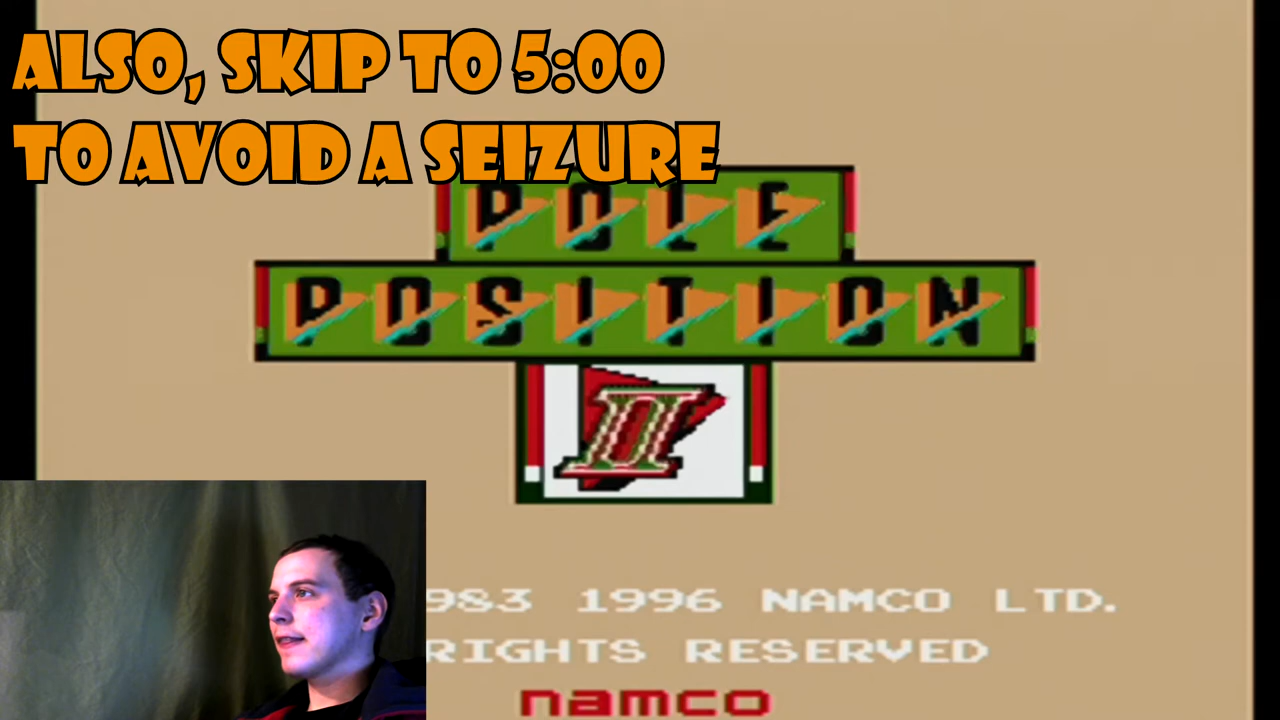 ALSO, SKIP TO 5:00
TO AVOID A SEIZURE
POLE
POSITION
II
983 1996 NAMCO LTD.
RIGHTS RESERVED
namco